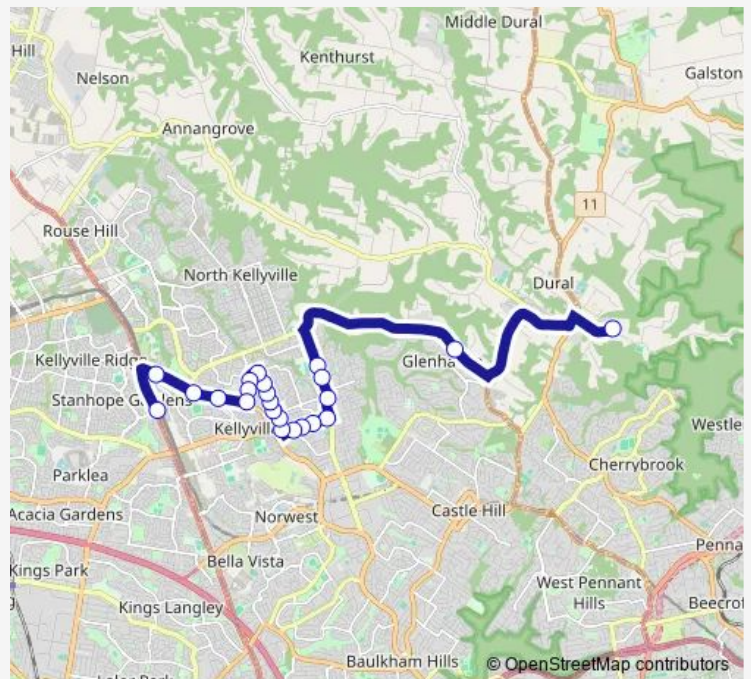 Middle Dural
Hill
Kenthurst
Nelson
Galston
Annangrove
11
Rouse Hill
North Kellyville
Dural
Kellyville Ridge
Glenha
Stanhope Gardens
Kellyville
Westle
Parklea
Cherrybrook
Acacia Gardens
Norwest
Castle Hill
Bella Vista
Penna
Kings Park
Kings Langley
West Pennant
Hills
Beecrof
Baulkham Hills
© OpenStreetMap contributors